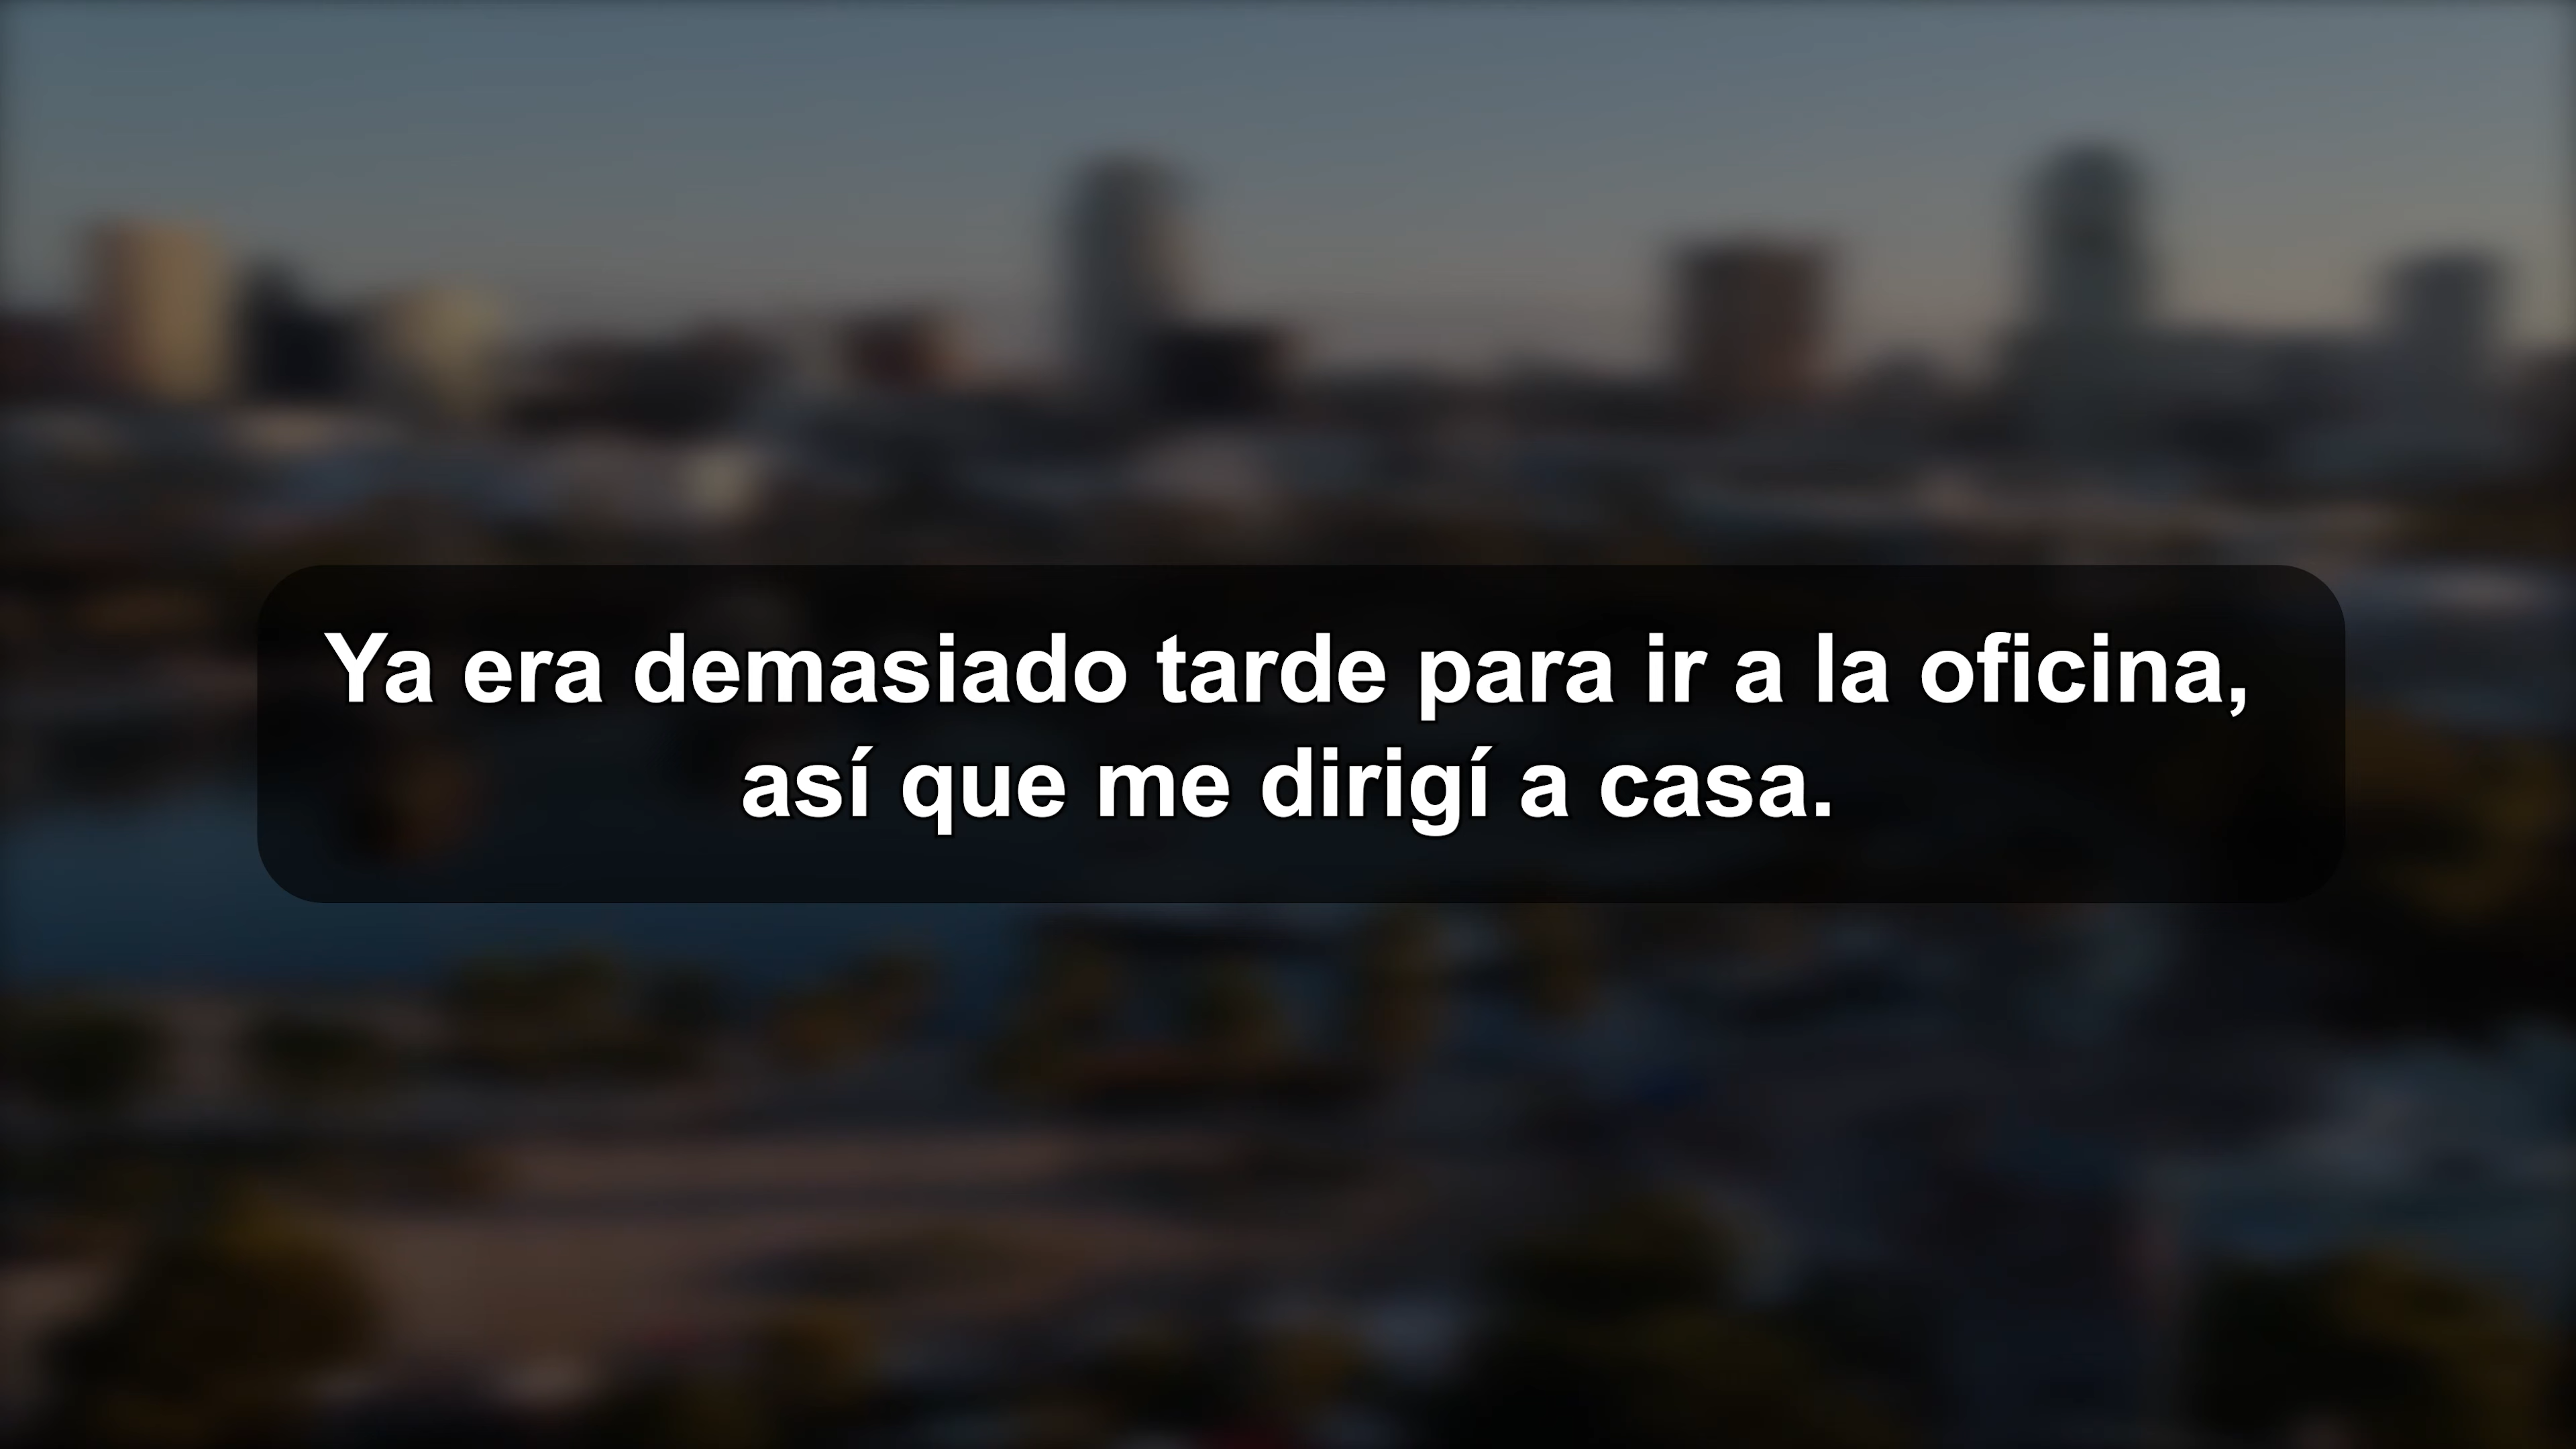 Ya era demasiado tarde para ir a la oficina,
así que me dirigí a casa.